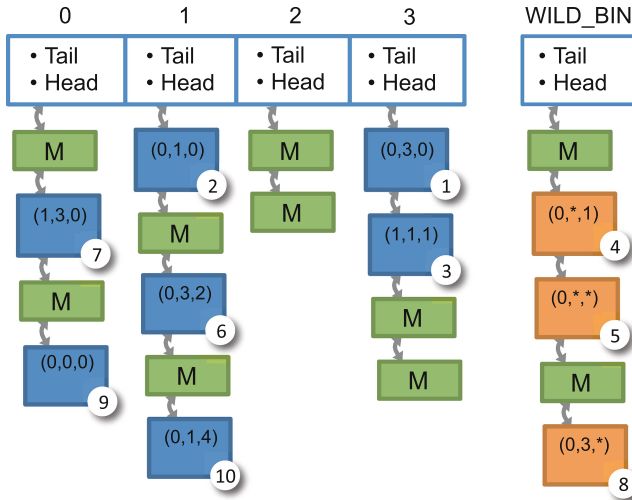 0 1 2 3 WILD_BIN
• Tail • Tail • Tail • Tail • Tail
• Head • Head • Head • Head • Head
M
(1,3,0)
7
M
(0,0,0)
9
(0,1,0)
2
M
(0,3,2)
6
M
(0,1,4)
10
M
M
(0,3,0)
1
(1,1,1)
3
M
M
M
(0,*,1)
4
(0,*,*)
5
M
(0,3,*)
8